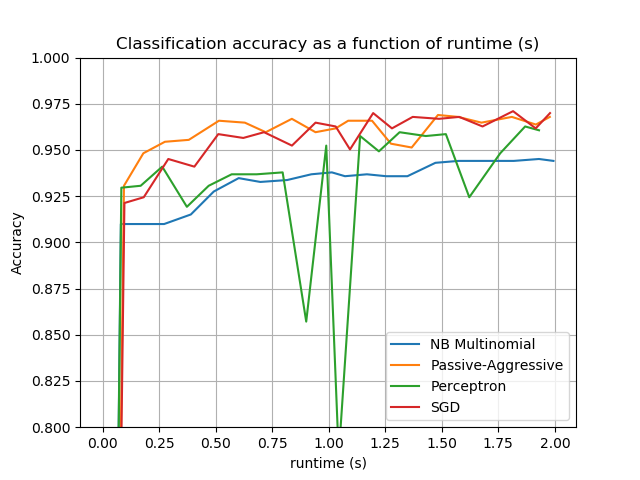 Classification accuracy as a function of runtime (s)
1.000
0.975
0.950
0.925
0.900
0.875
0.850
0.825
0.800
Accuracy
NB Multinomial
Passive-Aggressive
Perceptron
SGD
0.00 0.25 0.50 0.75 1.00 1.25 1.50 1.75 2.00
runtime (s)